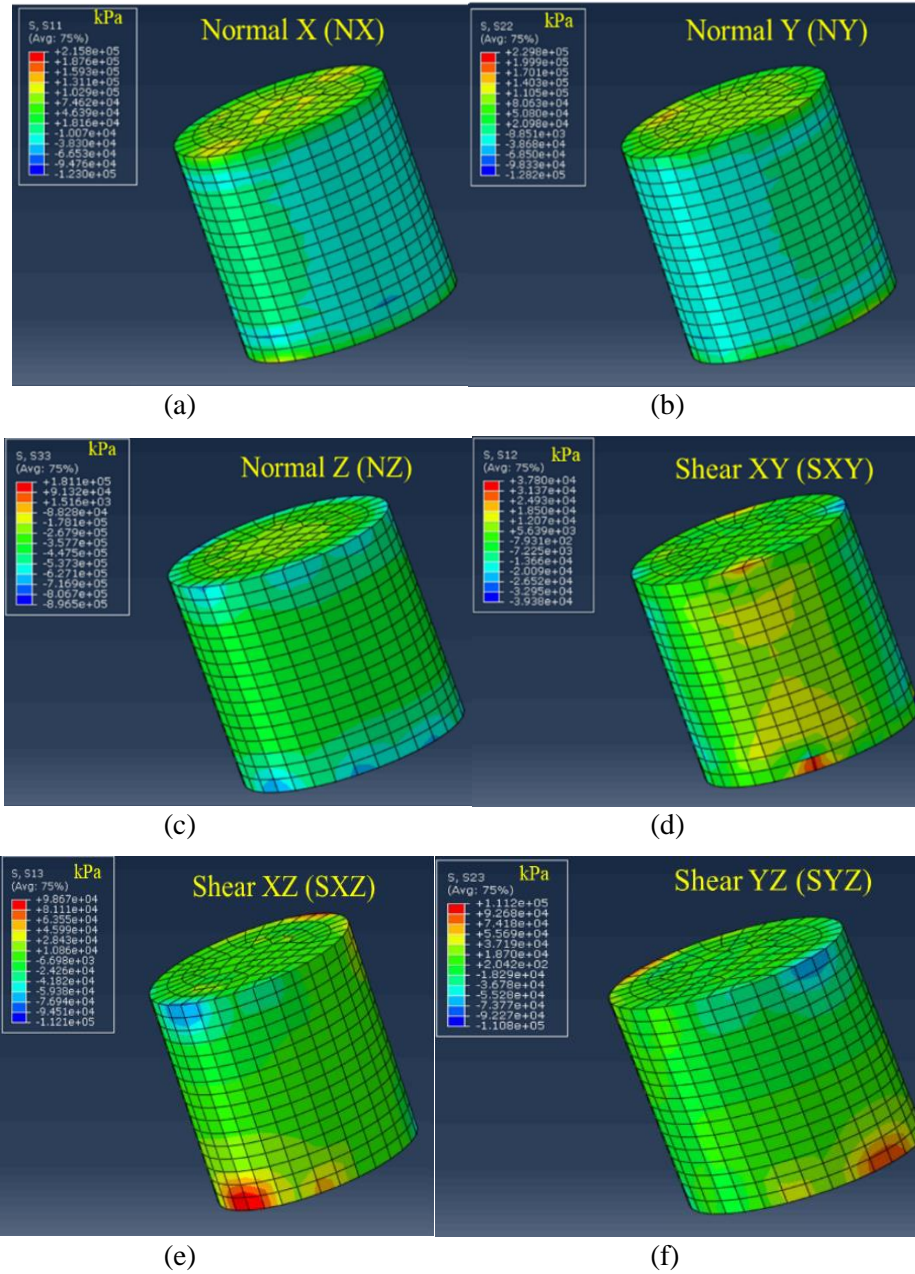 S, S11 kPa
(Avg: 75%)
+2.158e+05
+1.876e+05
+1.593e+05
+1.311e+05
+1.029e+05
+7.462e+04
+4.639e+04
+1.816e+04
-1.007e+04
-3.830e+04
-6.653e+04
-9.476e+04
-1.230e+05
Normal X (NX)
(a)
S, S22 kPa
(Avg: 75%)
+2.298e+05
+1.999e+05
+1.701e+05
+1.403e+05
+1.105e+05
+8.063e+04
+5.080e+04
+2.098e+04
-8.851e+03
-3.868e+04
-6.850e+04
-9.833e+04
-1.282e+05
Normal Y (NY)
(b)
S, S33 kPa
(Avg: 75%)
+1.811e+05
+9.132e+04
+1.516e+03
-8.828e+04
-1.781e+05
-2.679e+05
-3.577e+05
-4.475e+05
-5.373e+05
-6.271e+05
-7.169e+05
-8.067e+05
-8.965e+05
Normal Z (NZ)
(c)
S, S12 kPa
(Avg: 75%)
+3.780e+04
+3.137e+04
+2.493e+04
+1.850e+04
+1.207e+04
+5.639e+03
-7.931e+02
-7.225e+03
-1.366e+04
-2.009e+04
-2.652e+04
-3.295e+04
-3.938e+04
Shear XY (SXY)
(d)
S, S13 kPa
(Avg: 75%)
+9.867e+04
+8.111e+04
+6.355e+04
+4.599e+04
+2.843e+04
+1.086e+04
-6.698e+03
-2.426e+04
-4.182e+04
-5.938e+04
-7.694e+04
-9.451e+04
-1.121e+05
Shear XZ (SXZ)
(e)
S, S23 kPa
(Avg: 75%)
+1.112e+05
+9.268e+04
+7.418e+04
+5.569e+04
+3.719e+04
+1.870e+04
+2.042e+02
-1.829e+04
-3.678e+04
-5.528e+04
-7.377e+04
-9.227e+04
-1.108e+05
Shear YZ (SYZ)
(f)